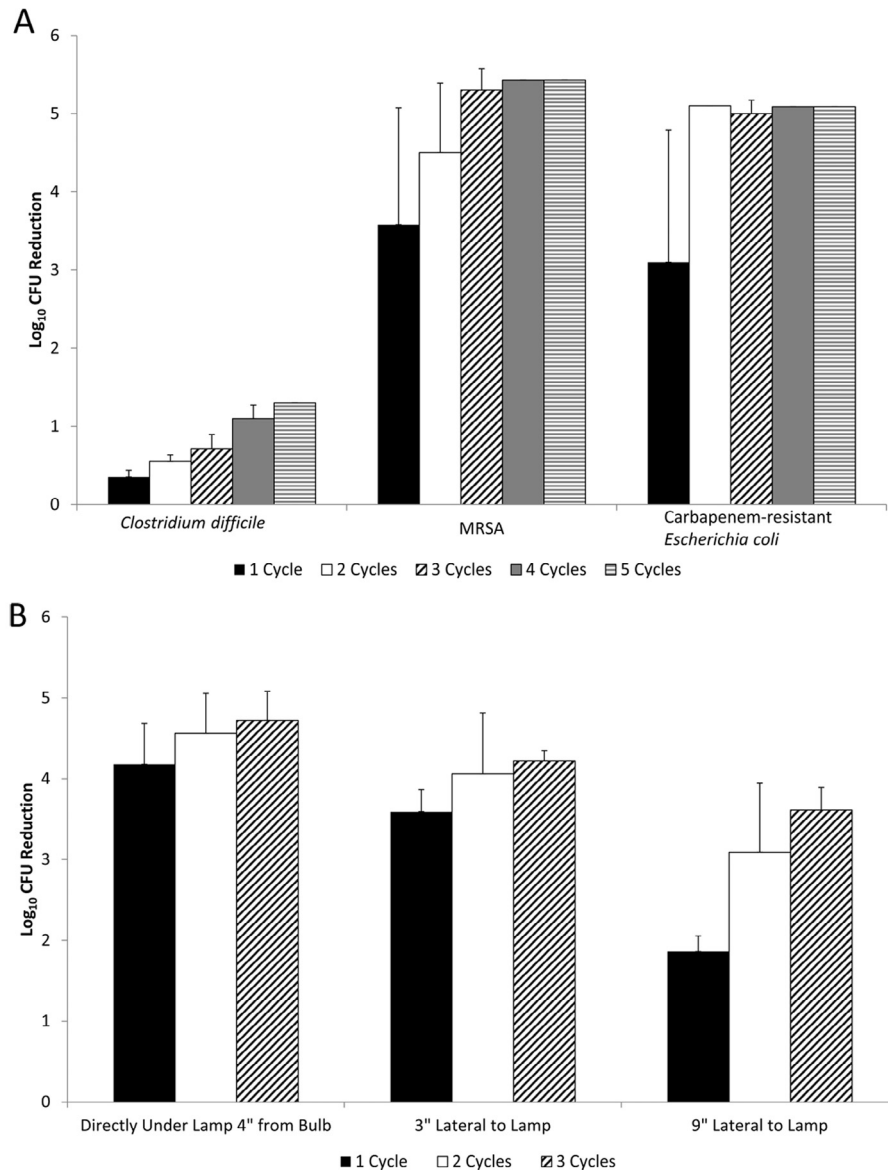 A
6
5
4
3
2
1
0
Log10 CFU Reduction
Clostridium difficile
MRSA
Carbapenem-resistant
Escherichia coli
1 Cycle 2 Cycles 3 Cycles 4 Cycles 5 Cycles
B
6
5
4
3
2
1
0
Log10 CFU Reduction
Directly Under Lamp 4" from Bulb 3" Lateral to Lamp 9" Lateral to Lamp
1 Cycle 2 Cycles 3 Cycles